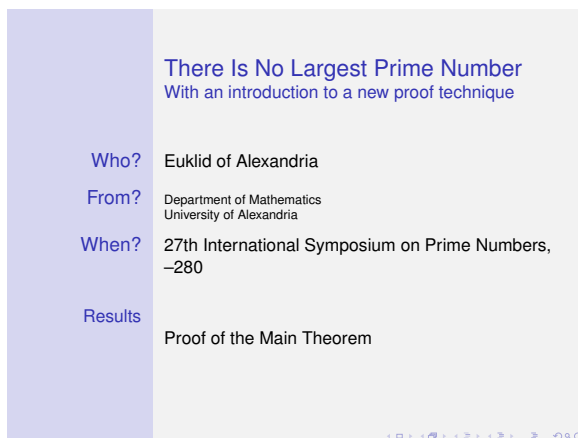 There Is No Largest Prime Number
With an introduction to a new proof technique
Who? Euklid of Alexandria
From? Department of Mathematics
University of Alexandria
When? 27th International Symposium on Prime Numbers,
–280
Results
Proof of the Main Theorem